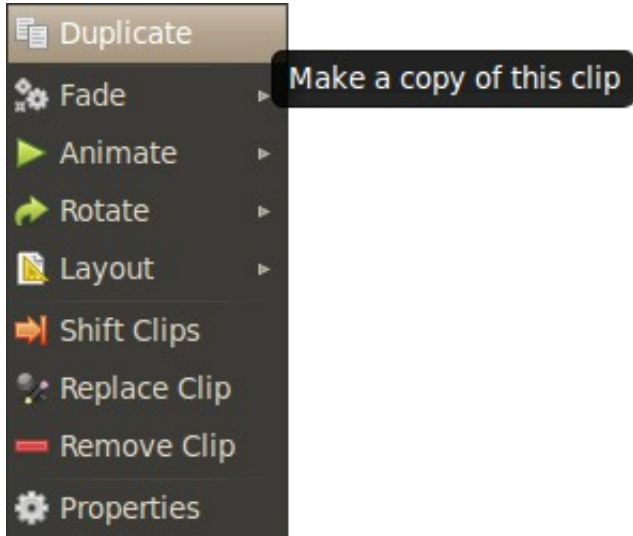 Duplicate
Make a copy of this clip
Fade
Animate
Rotate
Layout
Shift Clips
Replace Clip
Remove Clip
Properties